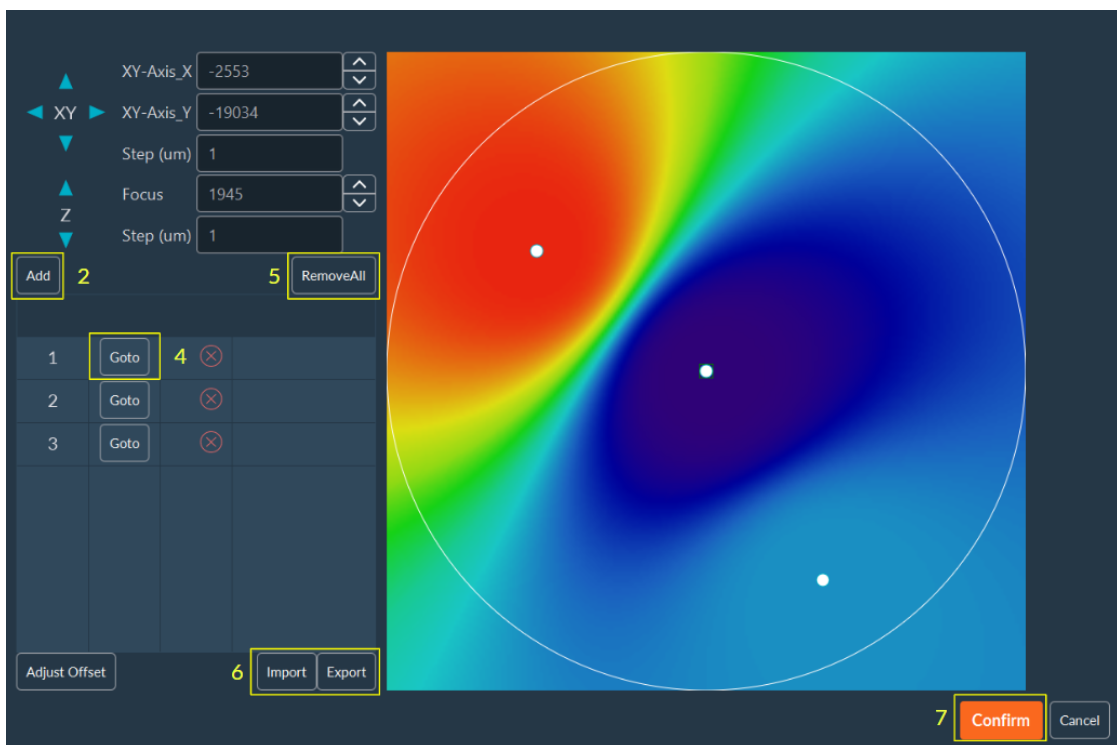 XY-Axis_X -2553
XY XY-Axis_Y -19034
Step (um) 1
Focus 1945
Z
Step (um) 1
Add 2 5 RemoveAll
1 Goto 4
2 Goto
3 Goto
Adjust Offset 6 Import Export
7 Confirm Cancel